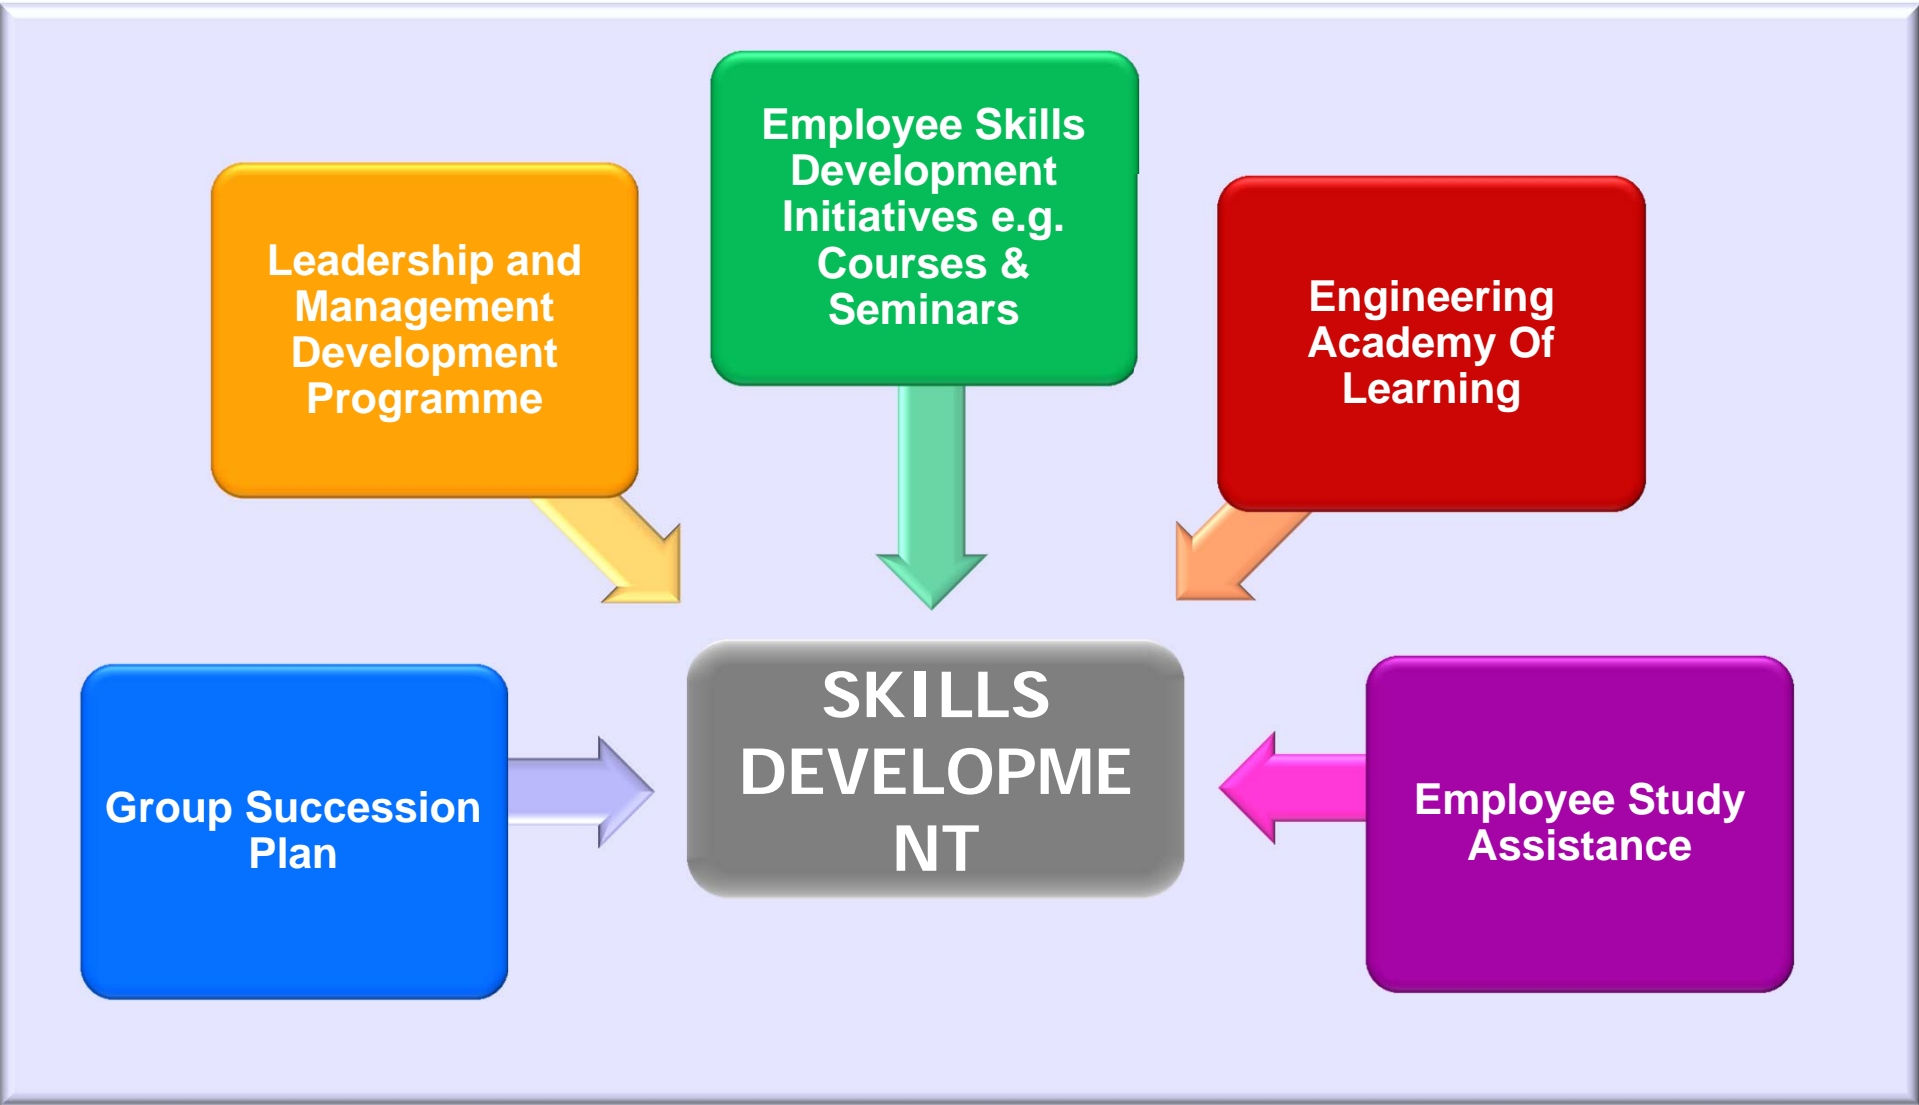 Employee Skills
Development
Initiatives e.g.
Courses &
Seminars
Leadership and
Management
Development
Programme
Engineering
Academy Of
Learning
Group Succession
Plan
SKILLS
DEVELOPME
NT
Employee Study
Assistance